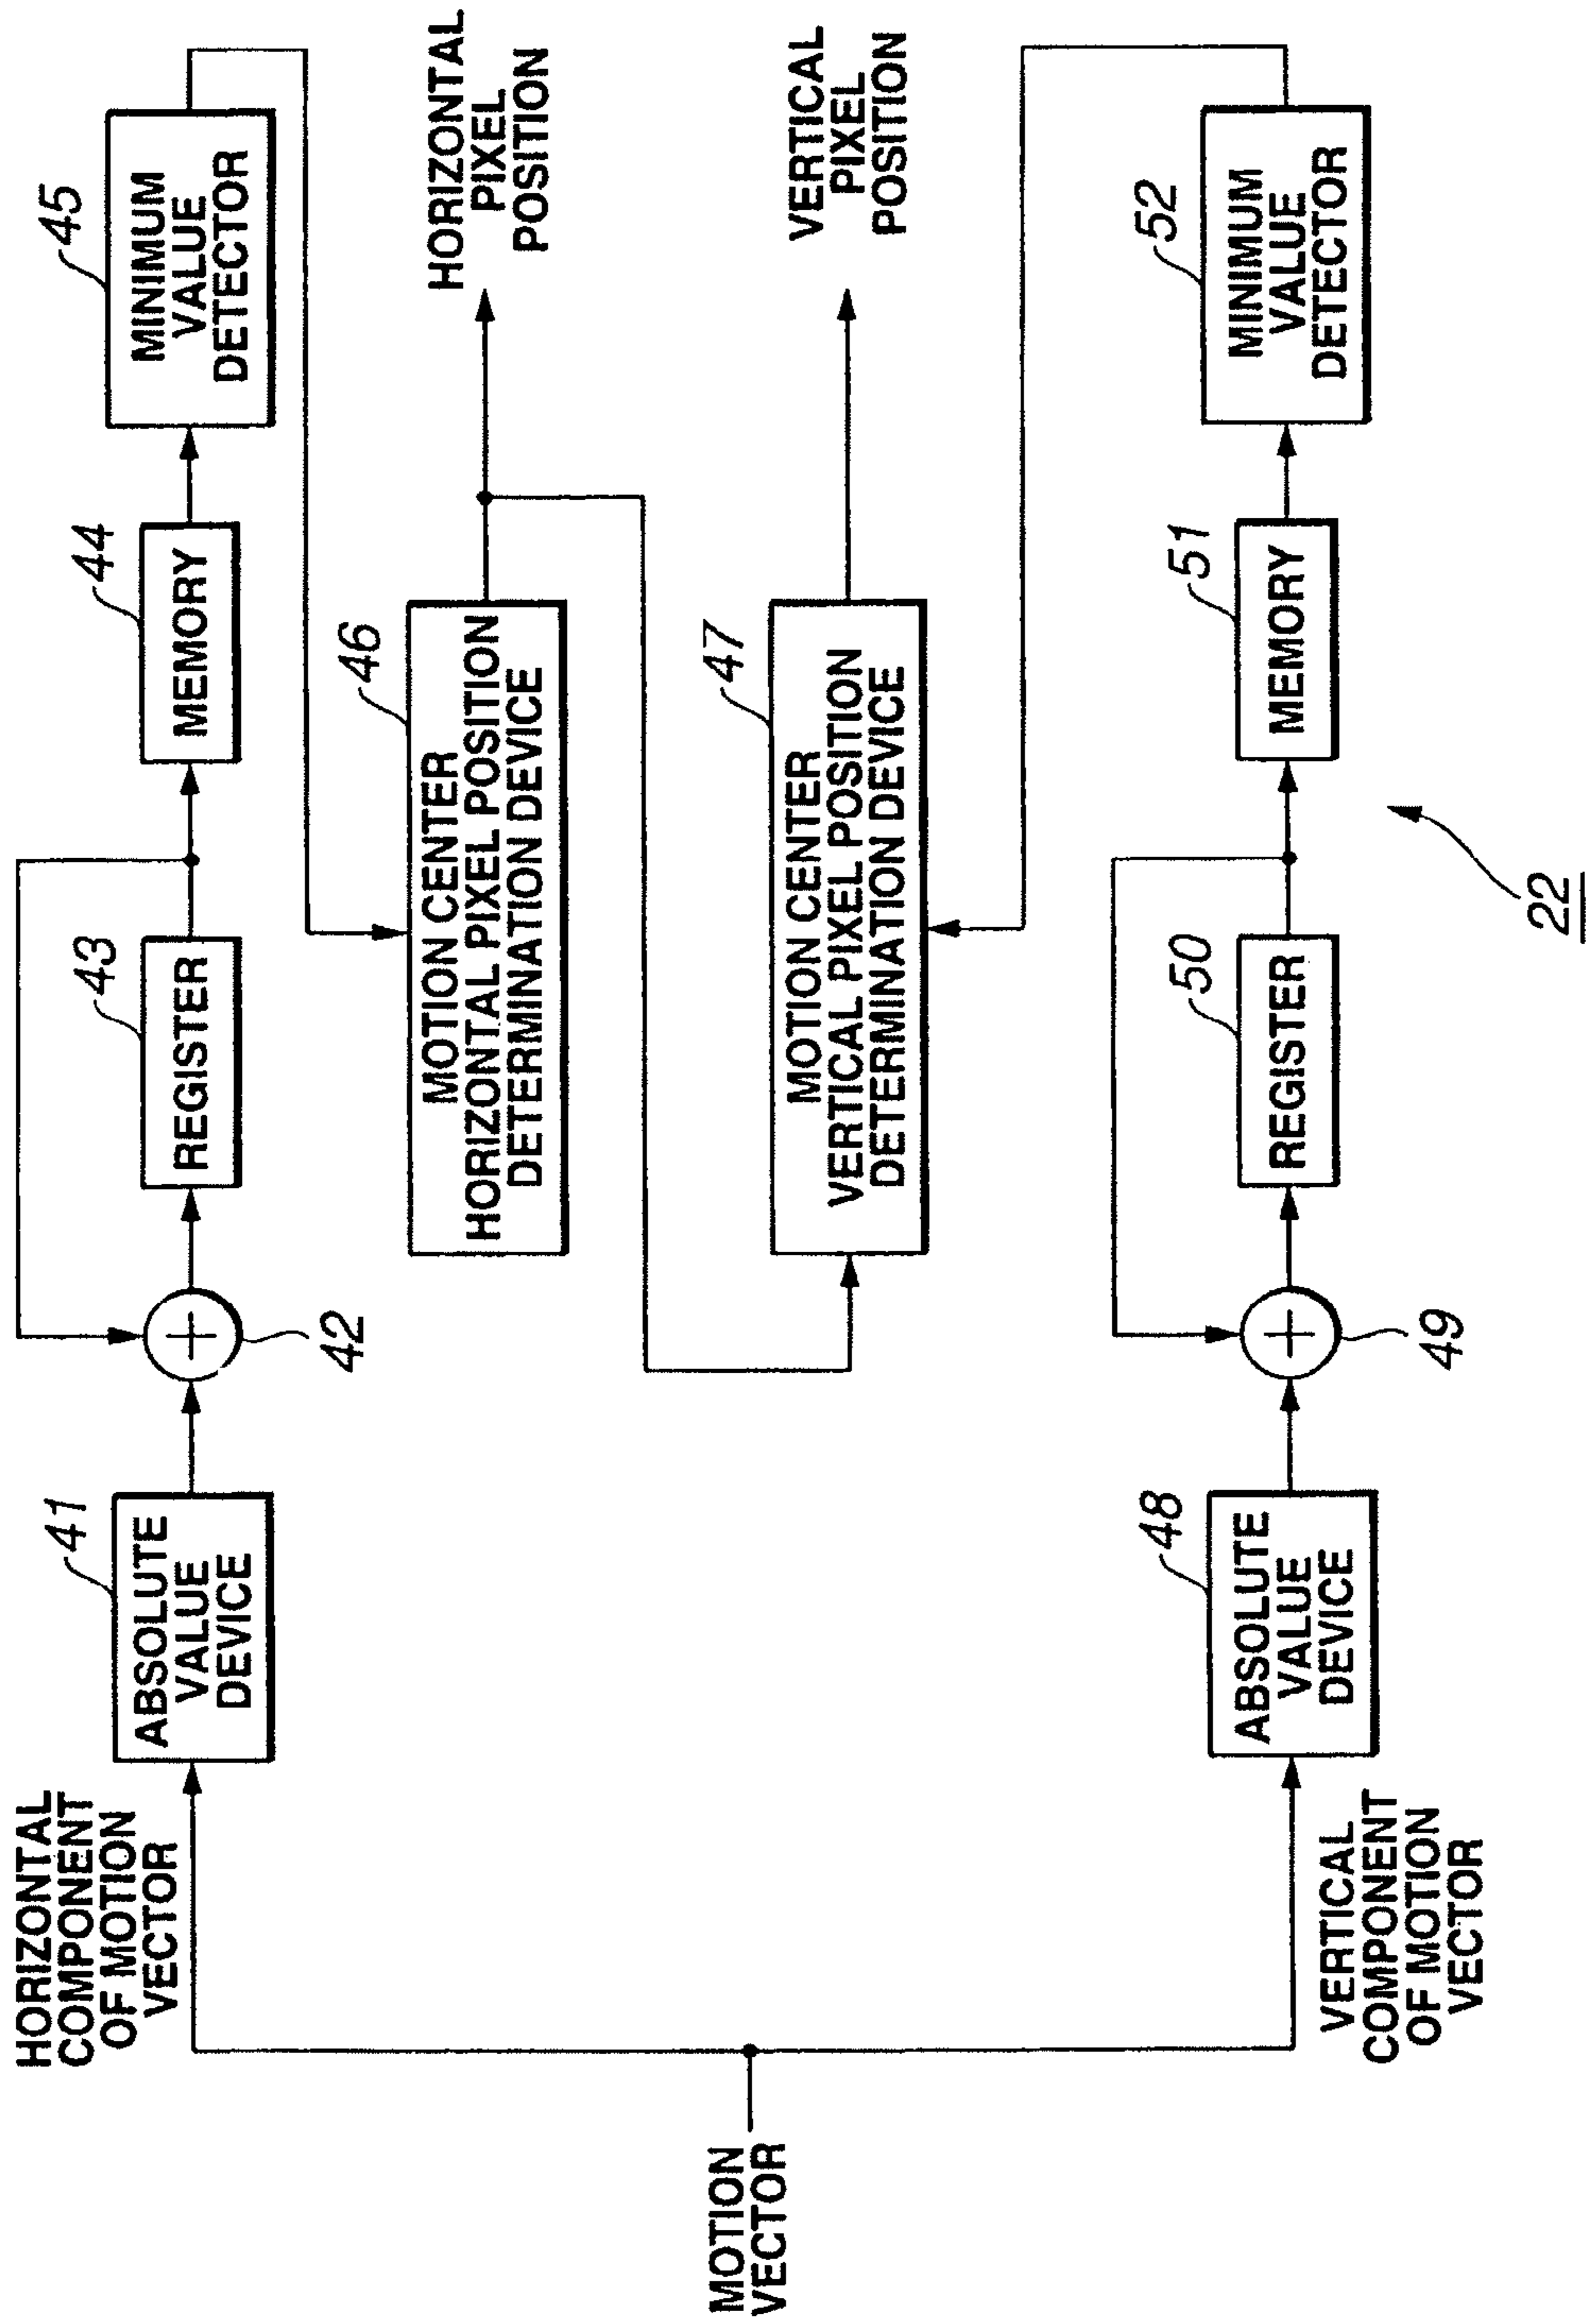 HORIZONTAL
COMPONENT
OF MOTION
VECTOR
41
ABSOLUTE
VALUE
DEVICE
42
43
REGISTER
44
MEMORY
45
MINIMUM
VALUE
DETECTOR
46
MOTION CENTER
HORIZONTAL PIXEL POSITION
DETERMINATION DEVICE
HORIZONTAL
PIXEL
POSITION
MOTION
VECTOR
47
MOTION CENTER
VERTICAL PIXEL POSITION
DETERMINATION DEVICE
VERTICAL
PIXEL
POSITION
48
ABSOLUTE
VALUE
DEVICE
VERTICAL
COMPONENT
OF MOTION
VECTOR
49
50
REGISTER
51
MEMORY
52
MINIMUM
VALUE
DETECTOR
22